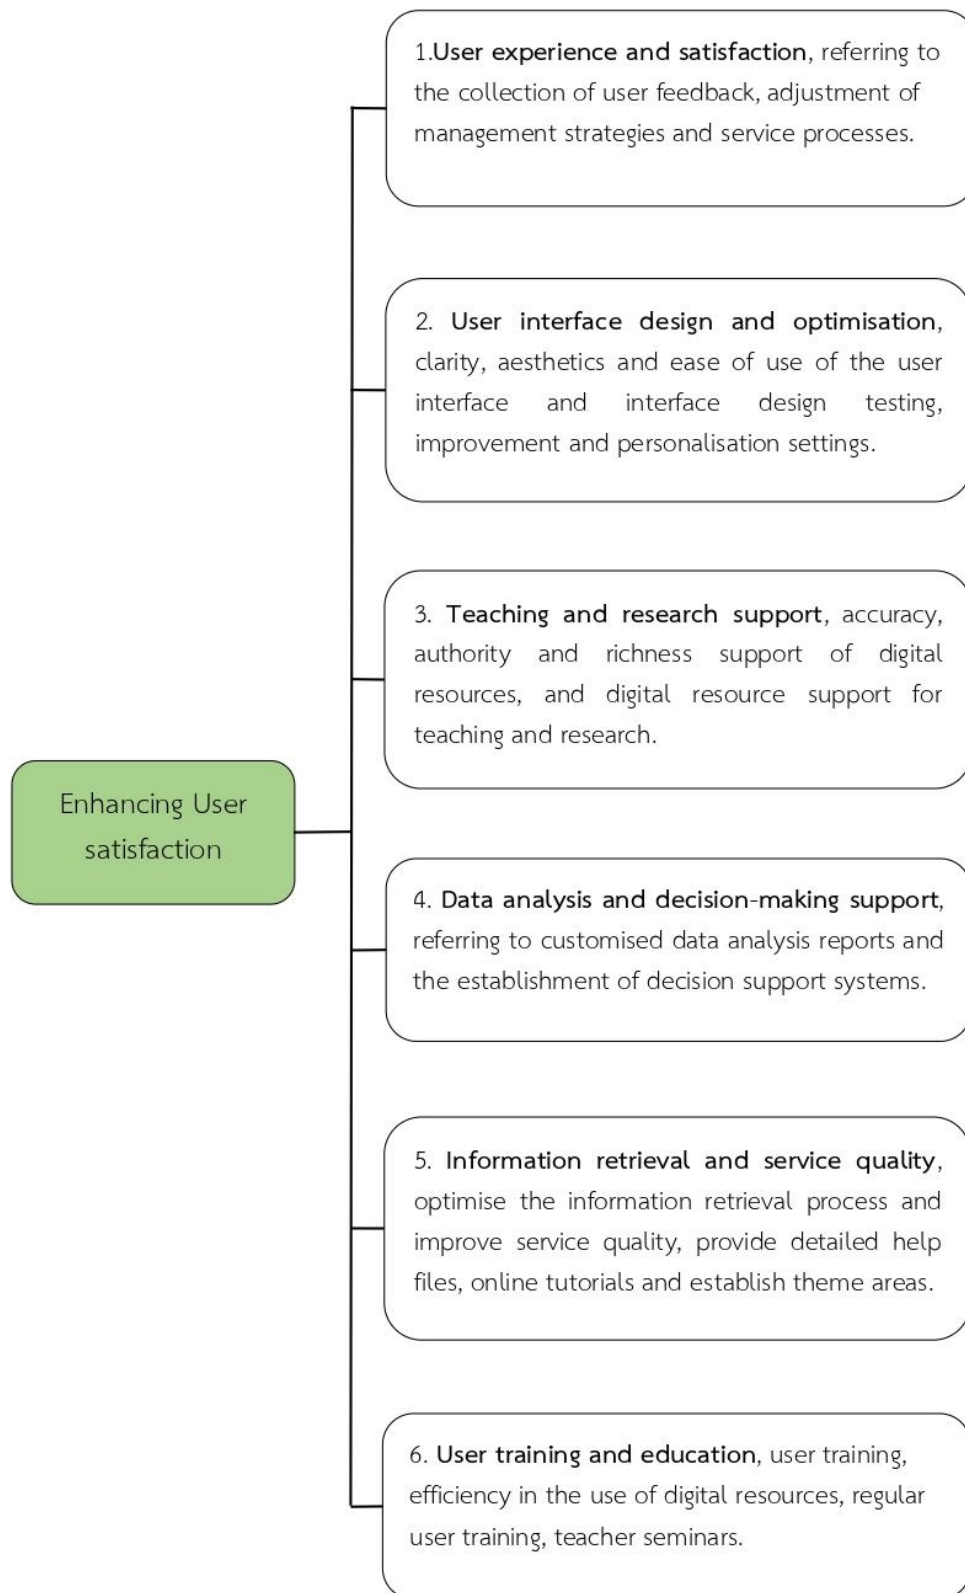 1.User experience and satisfaction, referring to
the collection of user feedback, adjustment of
management strategies and service processes.
2. User interface design and optimisation,
clarity, aesthetics and ease of use of the user
interface and interface design testing,
improvement and personalisation settings.
3. Teaching and research support, accuracy,
authority and richness support of digital
resources, and digital resource support for
teaching and research.
Enhancing User
satisfaction
4. Data analysis and decision-making support,
referring to customised data analysis reports and
the establishment of decision support systems.
5. Information retrieval and service quality,
optimise the information retrieval process and
improve service quality, provide detailed help
files, online tutorials and establish theme areas.
6. User training and education, user training,
efficiency in the use of digital resources, regular
user training, teacher seminars.